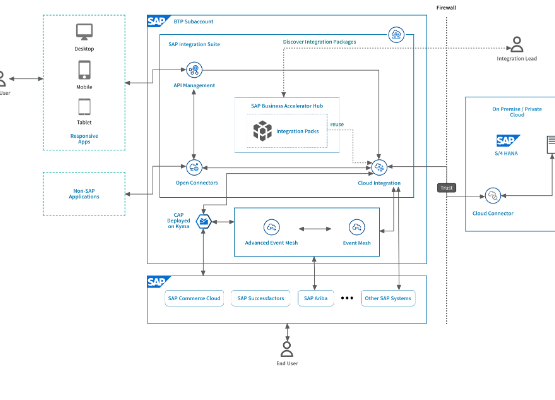 Firewall
SAP
BTP Subaccount
Discover Integration Packages
SAP Integration Suite
Desktop
Integration Lead
Mobile
API Management
User
SAP Business Accelerator Hub
On Premise / Private
Cloud
Tablet
Reuse
Integration Packs
Responsive
Apps
SAP
S/4 HANA
Open Connectors
Cloud Integration
Trust
Non-SAP
Applications
Cloud Connector
CAP
Deployed
on Kyma
Advanced Event Mesh
Event Mesh
SAP
SAP Commerce Cloud
SAP Successfactors
SAP Ariba
•••
Other SAP Systems
End User